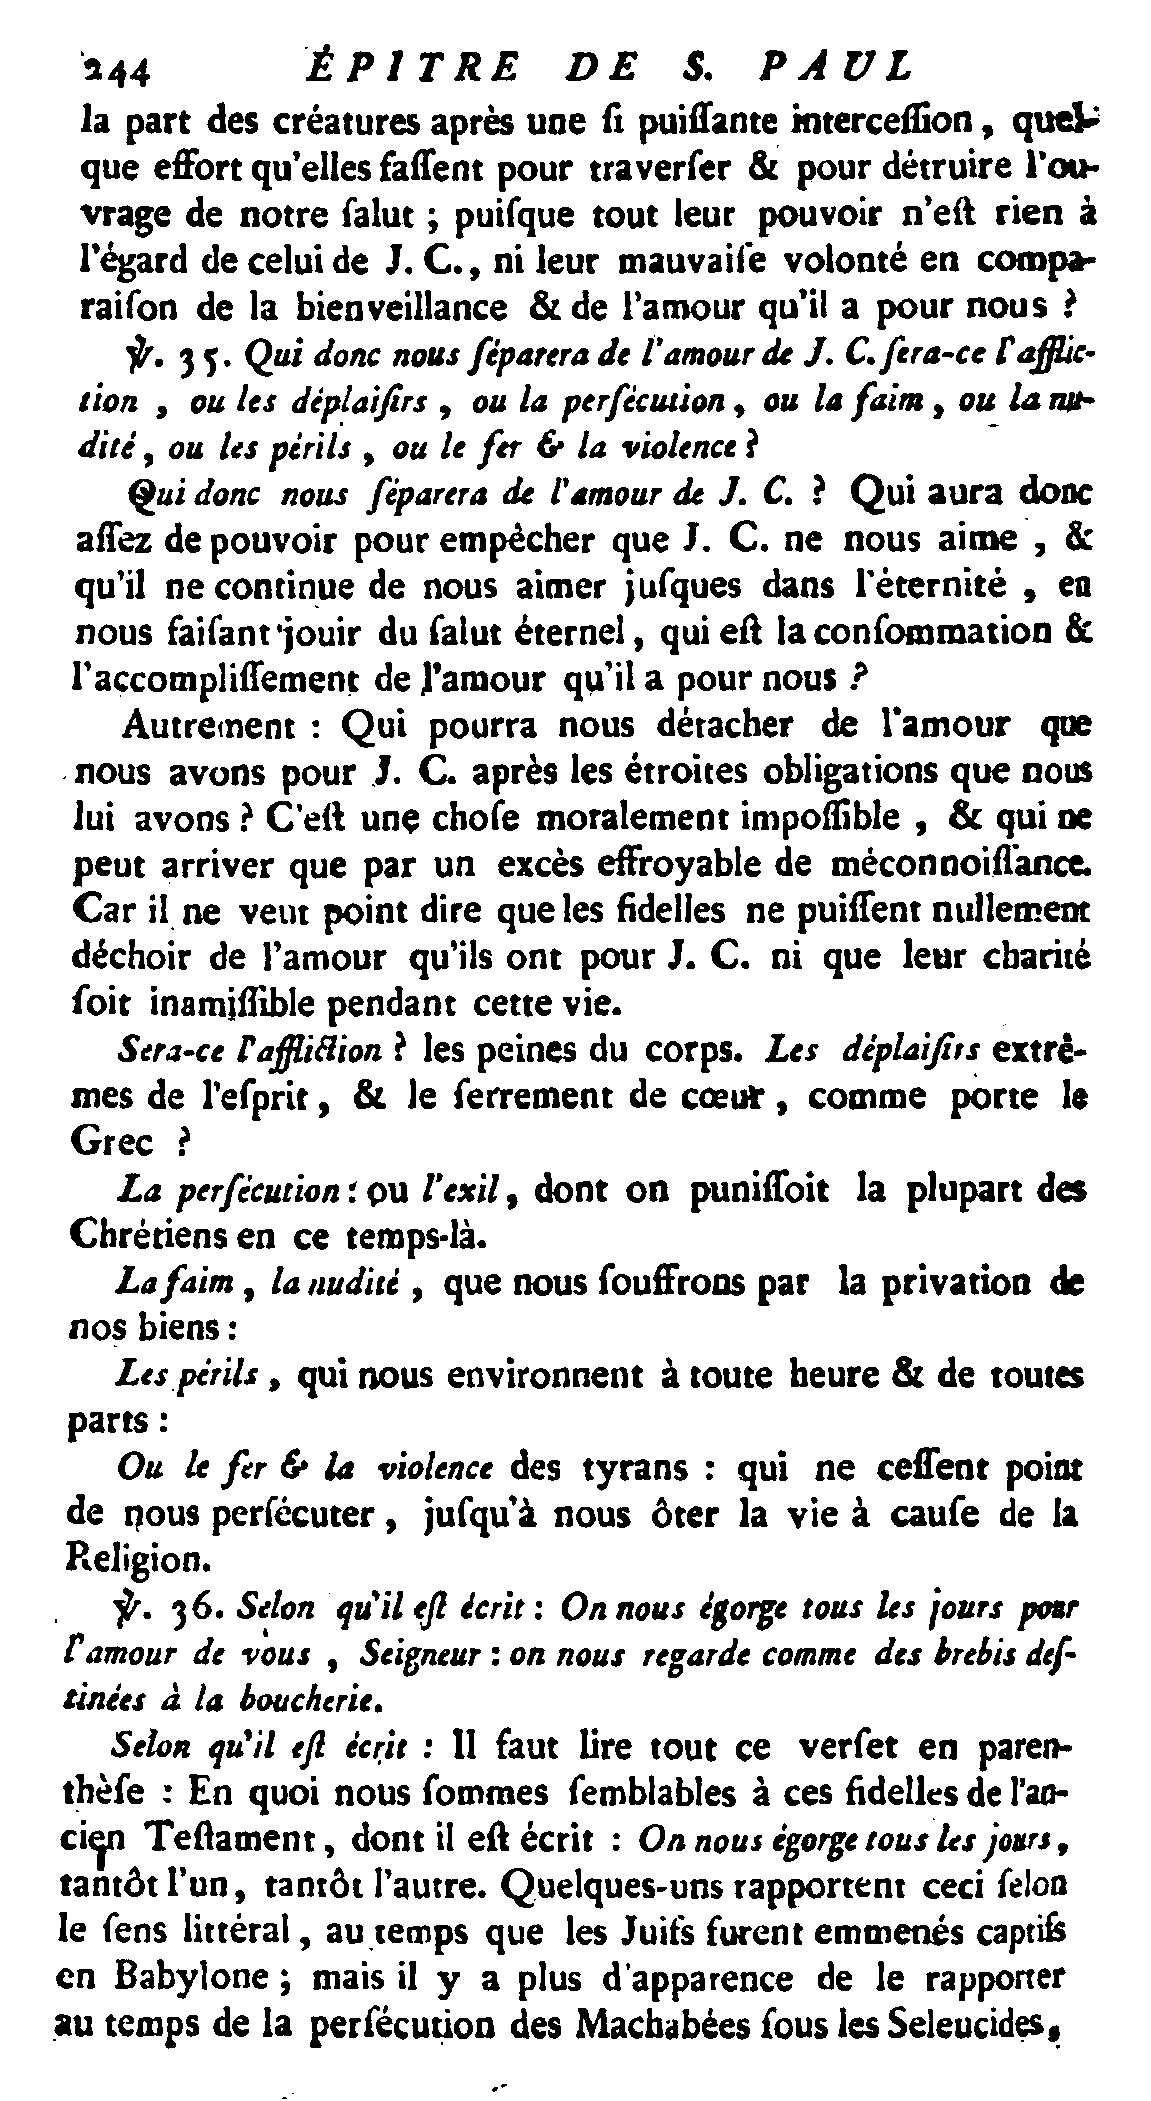 244 ÉPITRE DE S. PAUL
la part des créatures après une ſi puiſſante interceſſion, quel-
que effort qu'elles faſſent pour traverſer & pour détruire l'ou-
vrage de notre ſalut ; puiſque tout leur pouvoir n'eſt rien à
l'égard de celui de J. C., ni leur mauvaiſe volonté en compa-
raiſon de la bienveillance & de l'amour qu'il a pour nous ?
℣. 35. Qui donc nous ſéparera de l'amour de J. C. ſera-ce l'afflic-
tion, ou les déplaiſirs, ou la perſécution, ou la faim, ou la nu-
dité, ou les périls, ou le fer & la violence ?
Qui donc nous ſéparera de l'amour de J. C. ? Qui aura donc
aſſez de pouvoir pour empêcher que J. C. ne nous aime, &
qu'il ne continue de nous aimer juſques dans l'éternité, en
nous faiſant jouir du ſalut éternel, qui eſt la conſommation &
l'accompliſſement de l'amour qu'il a pour nous ?
Autrement : Qui pourra nous détacher de l'amour que
nous avons pour J. C. après les étroites obligations que nous
lui avons ? C'eſt une choſe moralement impoſſible, & qui ne
peut arriver que par un excès effroyable de méconnoiſſance.
Car il ne veut point dire que les fidelles ne puiſſent nullement
déchoir de l'amour qu'ils ont pour J. C. ni que leur charité
ſoit inamiſſible pendant cette vie.
Sera-ce l'affliction ? les peines du corps. Les déplaiſirs extrê-
mes de l'eſprit, & le ſerrement de cœur, comme porte le
Grec ?
La perſécution : ou l'exil, dont on puniſſoit la plupart des
Chrétiens en ce temps-là.
La faim, la nudité, que nous ſouffrons par la privation de
nos biens :
Les périls, qui nous environnent à toute heure & de toutes
parts :
Ou le fer & la violence des tyrans : qui ne ceſſent point
de nous perſécuter, juſqu'à nous ôter la vie à cauſe de la
Religion.
℣. 36. Selon qu'il eſt écrit : On nous égorge tous les jours pour
l'amour de vous, Seigneur : on nous regarde comme des brebis deſ-
tinées à la boucherie.
Selon qu'il eſt écrit : Il faut lire tout ce verſet en paren-
thèſe : En quoi nous ſommes ſemblables à ces fidelles de l'an-
cien Teſtament, dont il eſt écrit : On nous égorge tous les jours,
tantôt l'un, tantôt l'autre. Quelques-uns rapportent ceci ſelon
le ſens littéral, au temps que les Juifs furent emmenés captifs
en Babylone ; mais il y a plus d'apparence de le rapporter
au temps de la perſécution des Machabées ſous les Seleucides,